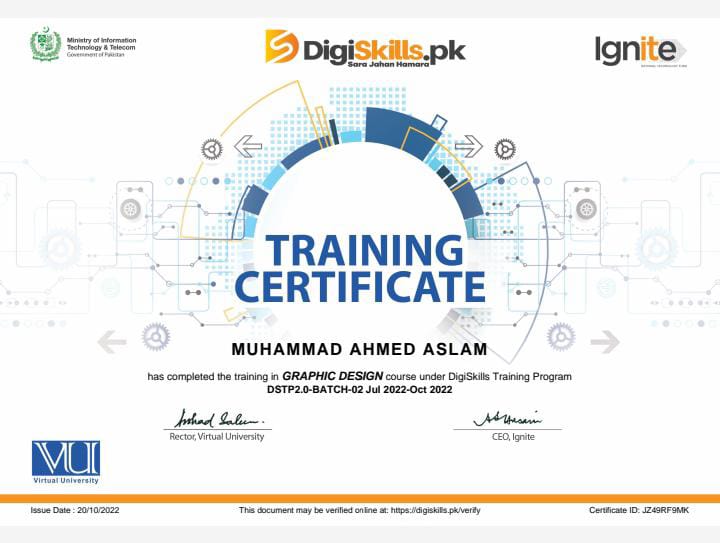 Ministry of Information
Technology & Telecom
Government of Pakistan
DigiSkills.pk
Sara Jahan Hamara
Ignite
NATIONAL TECHNOLOGY FUND
TRAINING
CERTIFICATE
MUHAMMAD AHMED ASLAM
has completed the training in GRAPHIC DESIGN course under DigiSkills Training Program
DSTP2.0-BATCH-02 Jul 2022-Oct 2022
Rector, Virtual University
CEO, Ignite
VU
Virtual University
Issue Date : 20/10/2022
This document may be verified online at: https://digiskills.pk/verify
Certificate ID: JZ49RF9MK